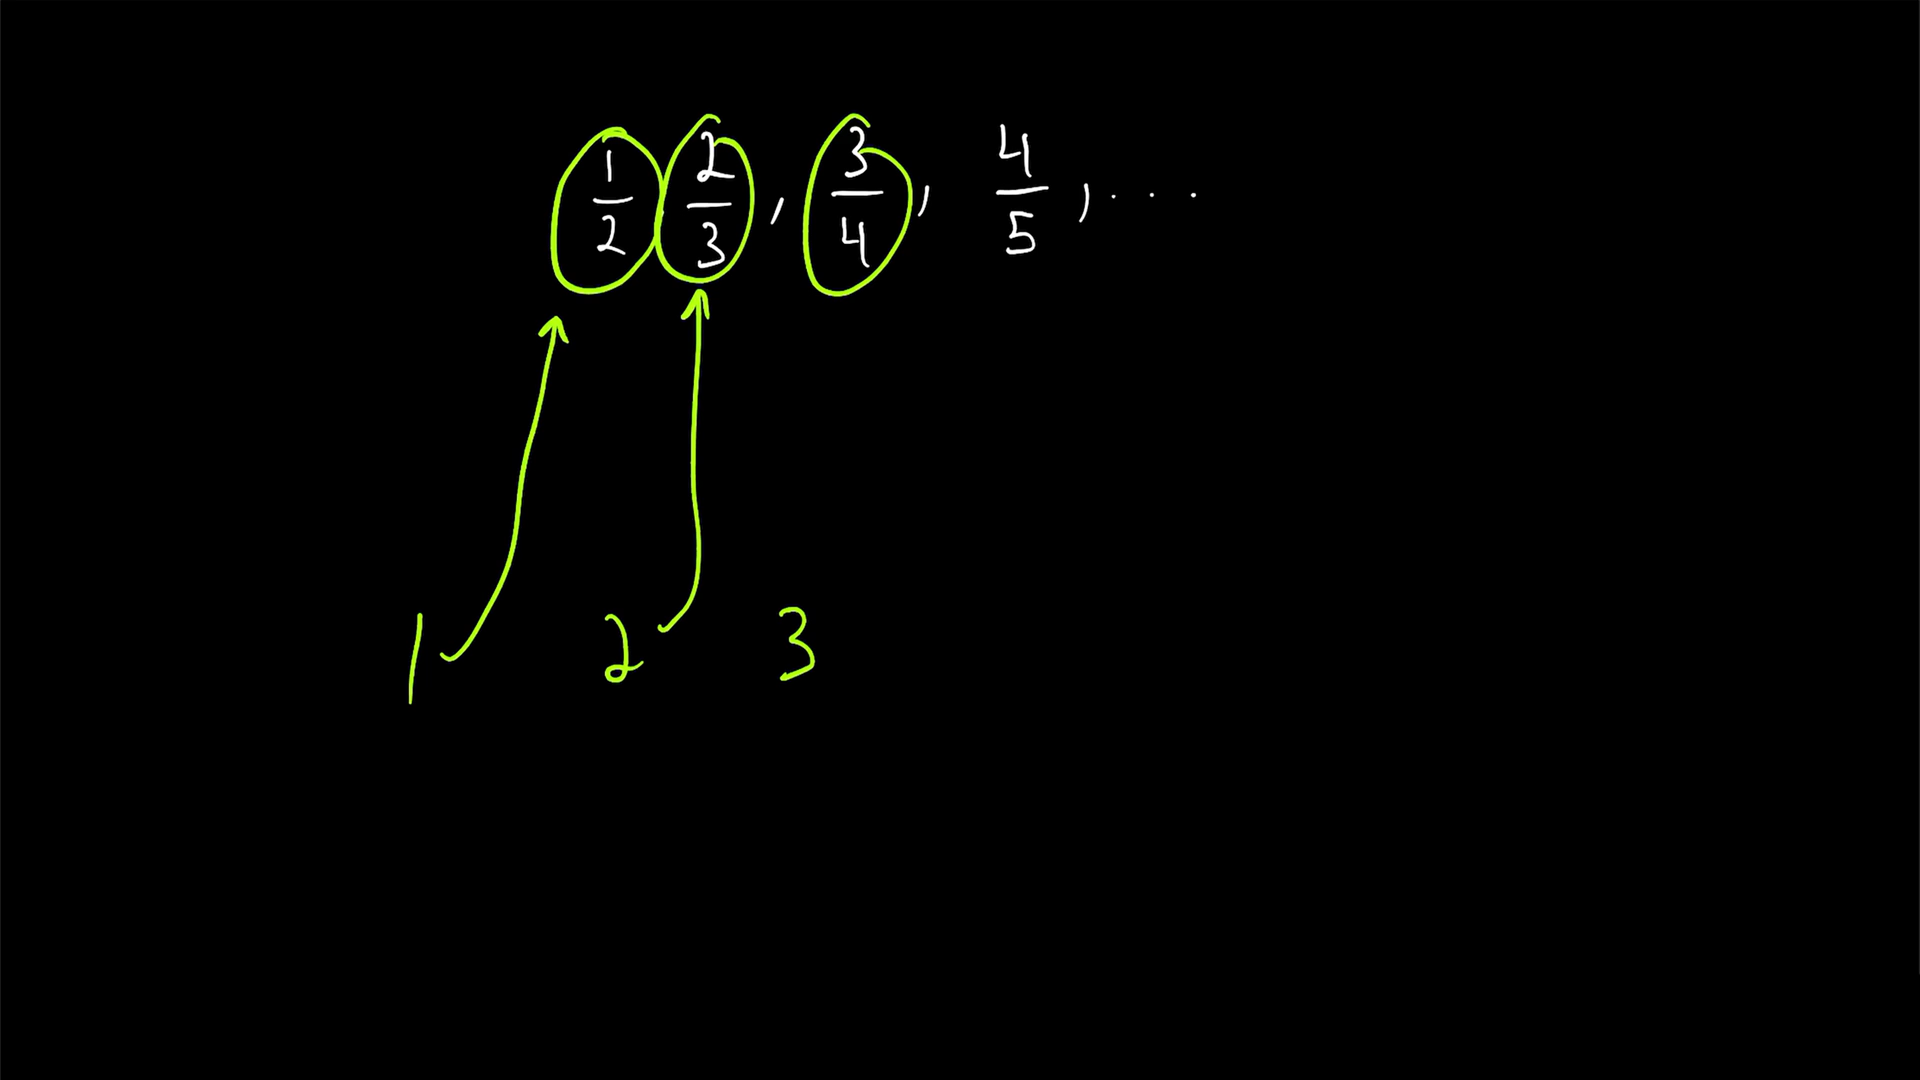 1/2 2/3 , 3/4 , 4/5 , . . . .
1 2 3